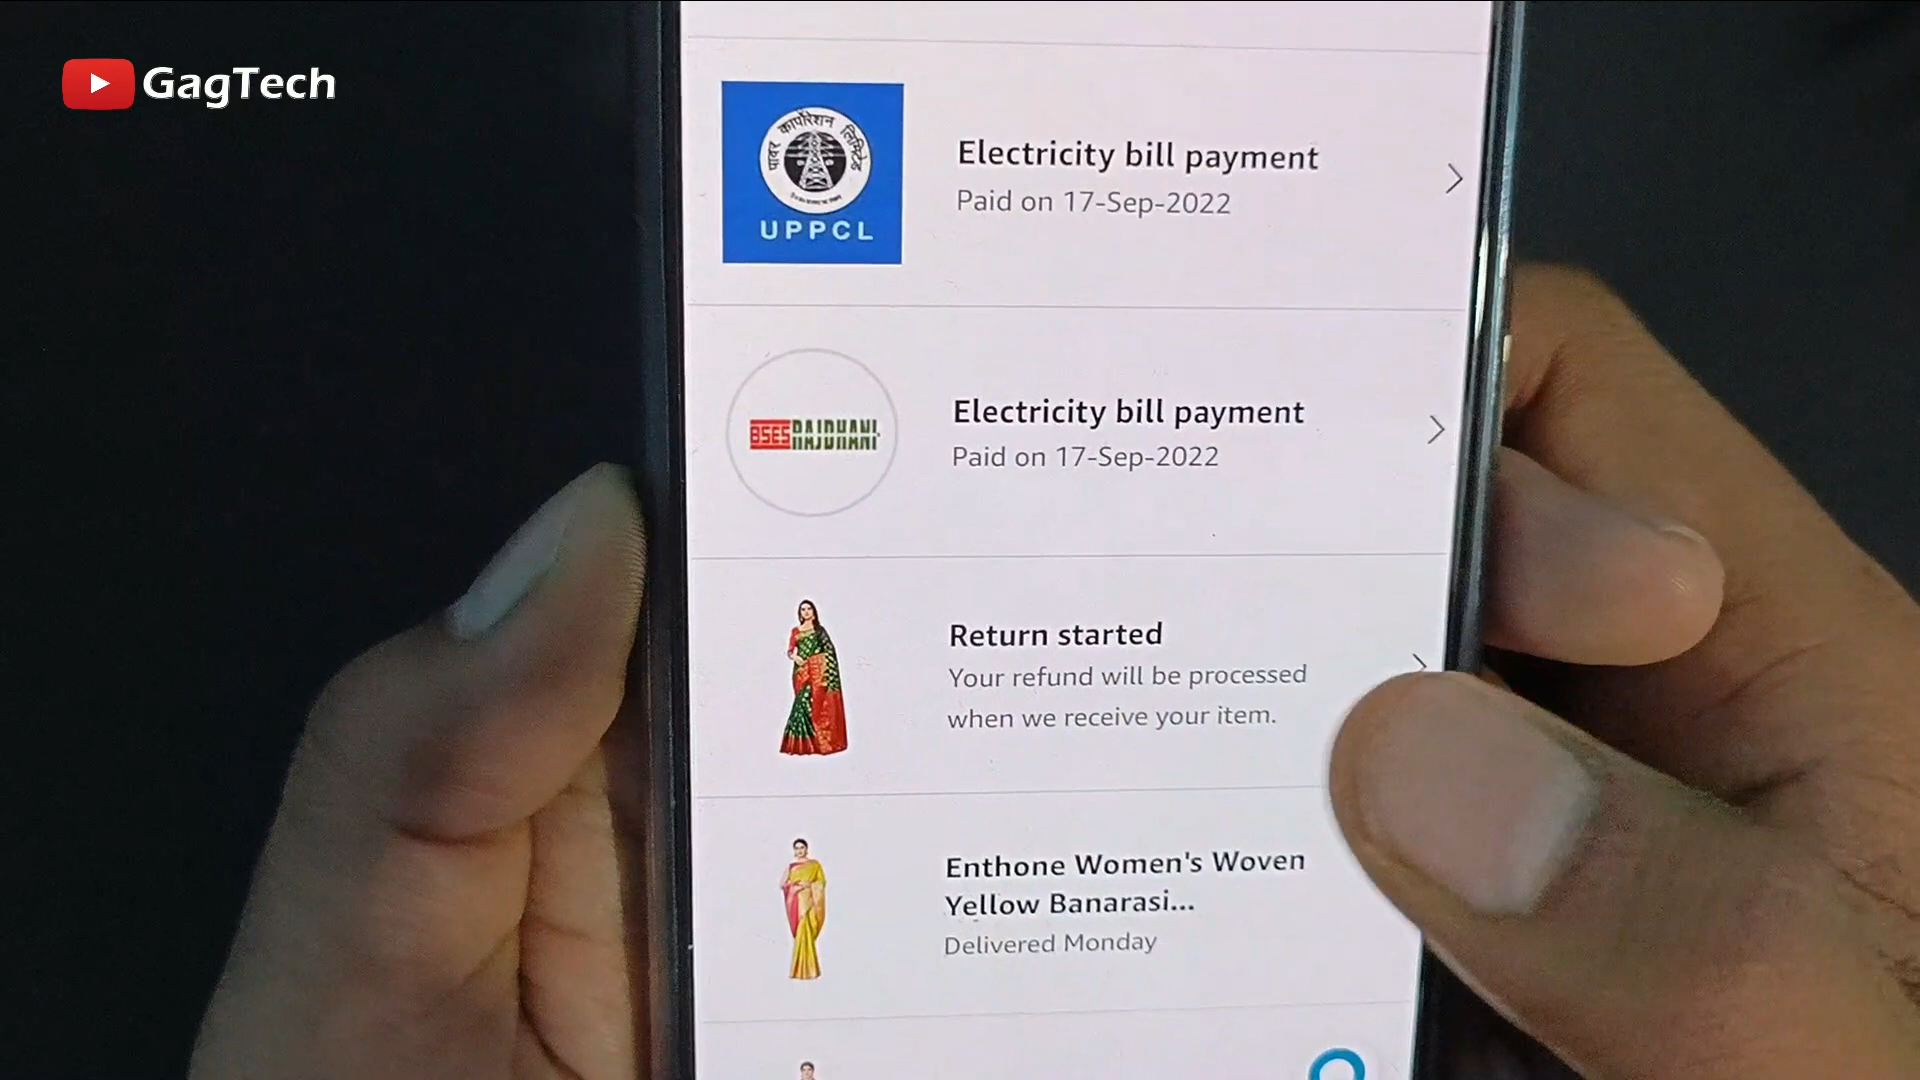 GagTech
पावर कार्पोरेशन लिमिटेड
UPPCL
Electricity bill payment
Paid on 17-Sep-2022
BSES RAJDHANI
Electricity bill payment
Paid on 17-Sep-2022
Return started
Your refund will be processed
when we receive your item.
Enthone Women's Woven
Yellow Banarasi...
Delivered Monday